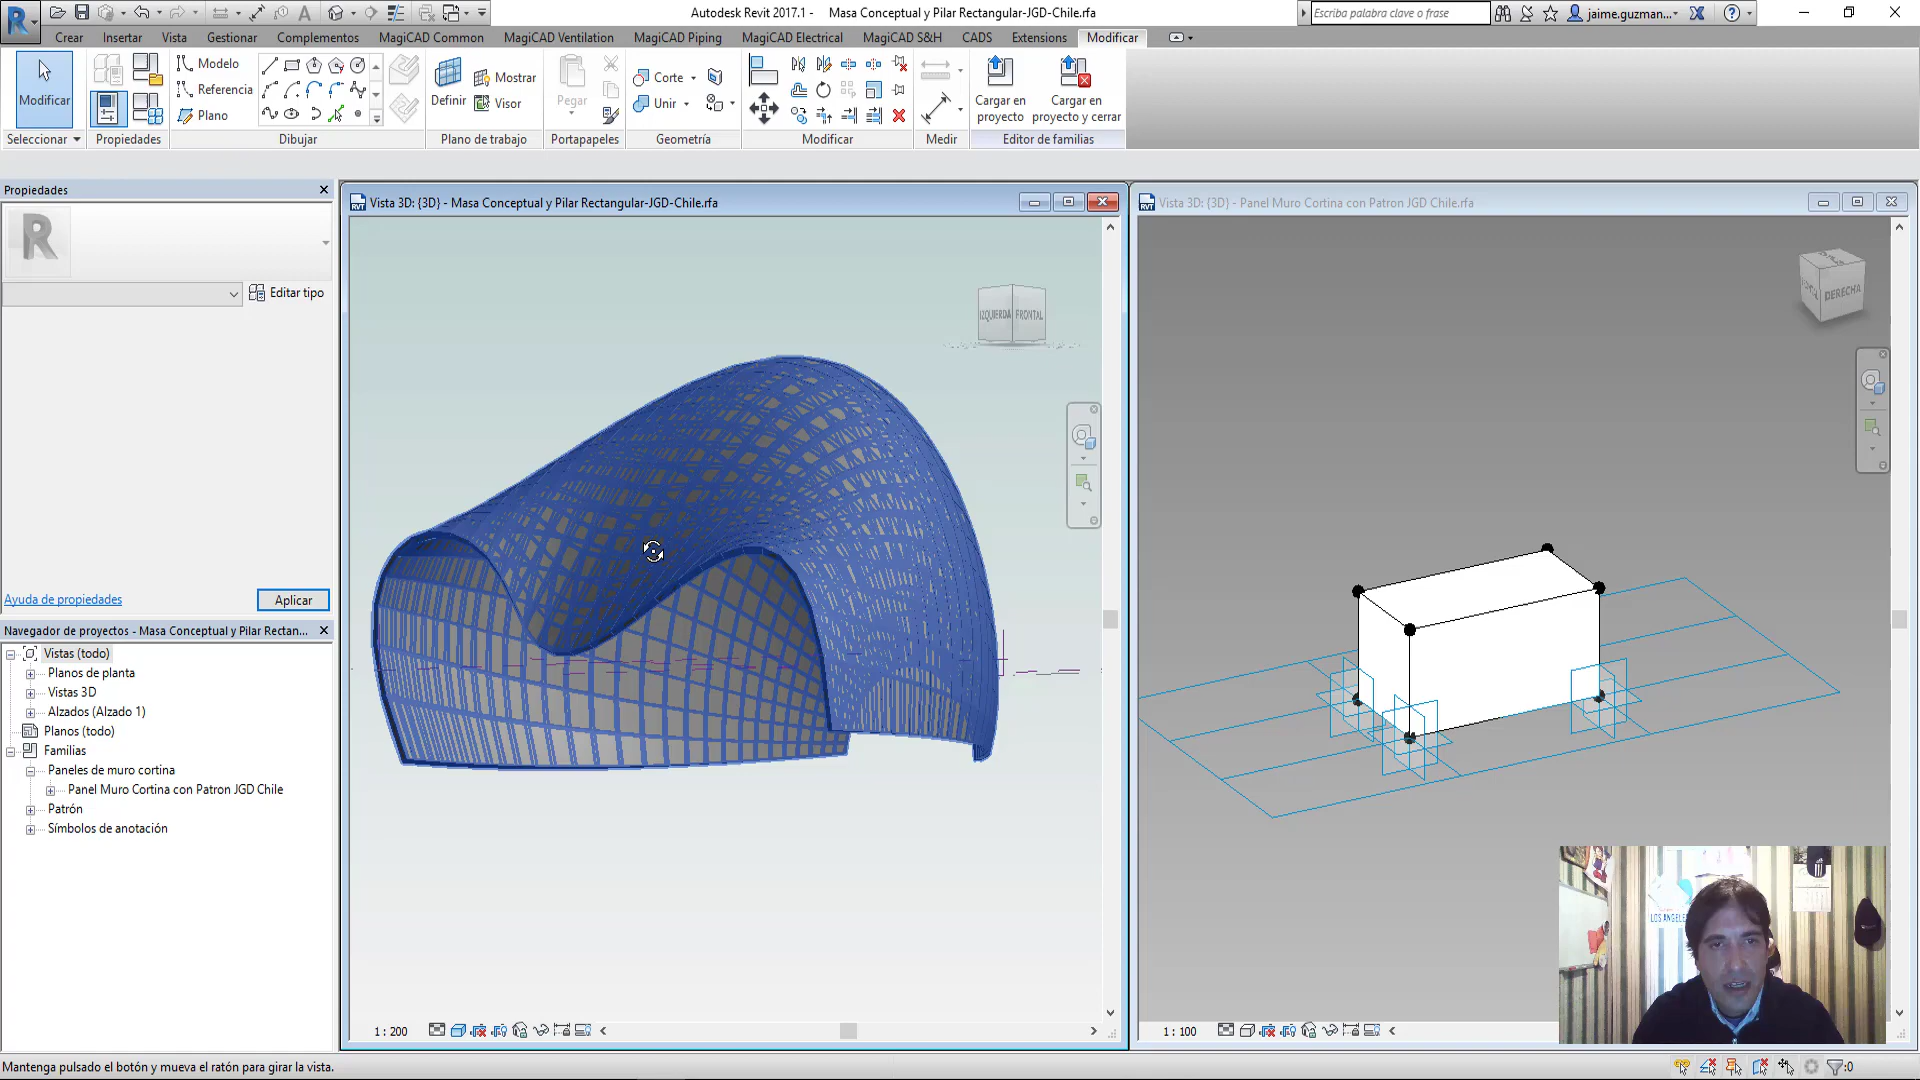 Autodesk Revit 2017.1 - Masa Conceptual y Pilar Rectangular-JGD-Chile.rfa
Escriba palabra clave o frase
jaime.guzman...
Crear Insertar Vista Gestionar Complementos MagiCAD Common MagiCAD Ventilation MagiCAD Piping MagiCAD Electrical MagiCAD S&H CADS Extensions Modificar
Modificar
Modelo
Referencia
Plano
Definir
Mostrar
Visor
Pegar
Corte
Unir
Cargar en
proyecto
Cargar en
proyecto y cerrar
Seleccionar Propiedades Dibujar Plano de trabajo Portapapeles Geometría Modificar Medir Editor de familias
Propiedades
R
Editar tipo
Ayuda de propiedades
Aplicar
Navegador de proyectos - Masa Conceptual y Pilar Rectan...
Vistas (todo)
Planos de planta
Vistas 3D
Alzados (Alzado 1)
Planos (todo)
Familias
Paneles de muro cortina
Panel Muro Cortina con Patron JGD Chile
Patrón
Símbolos de anotación
Vista 3D: {3D} - Masa Conceptual y Pilar Rectangular-JGD-Chile.rfa
IZQUIERDA FRONTAL
1 : 200
Vista 3D: {3D} - Panel Muro Cortina con Patron JGD Chile.rfa
DERECHA
1 : 100
LOS ANGELES
Mantenga pulsado el botón y mueva el ratón para girar la vista.
:0